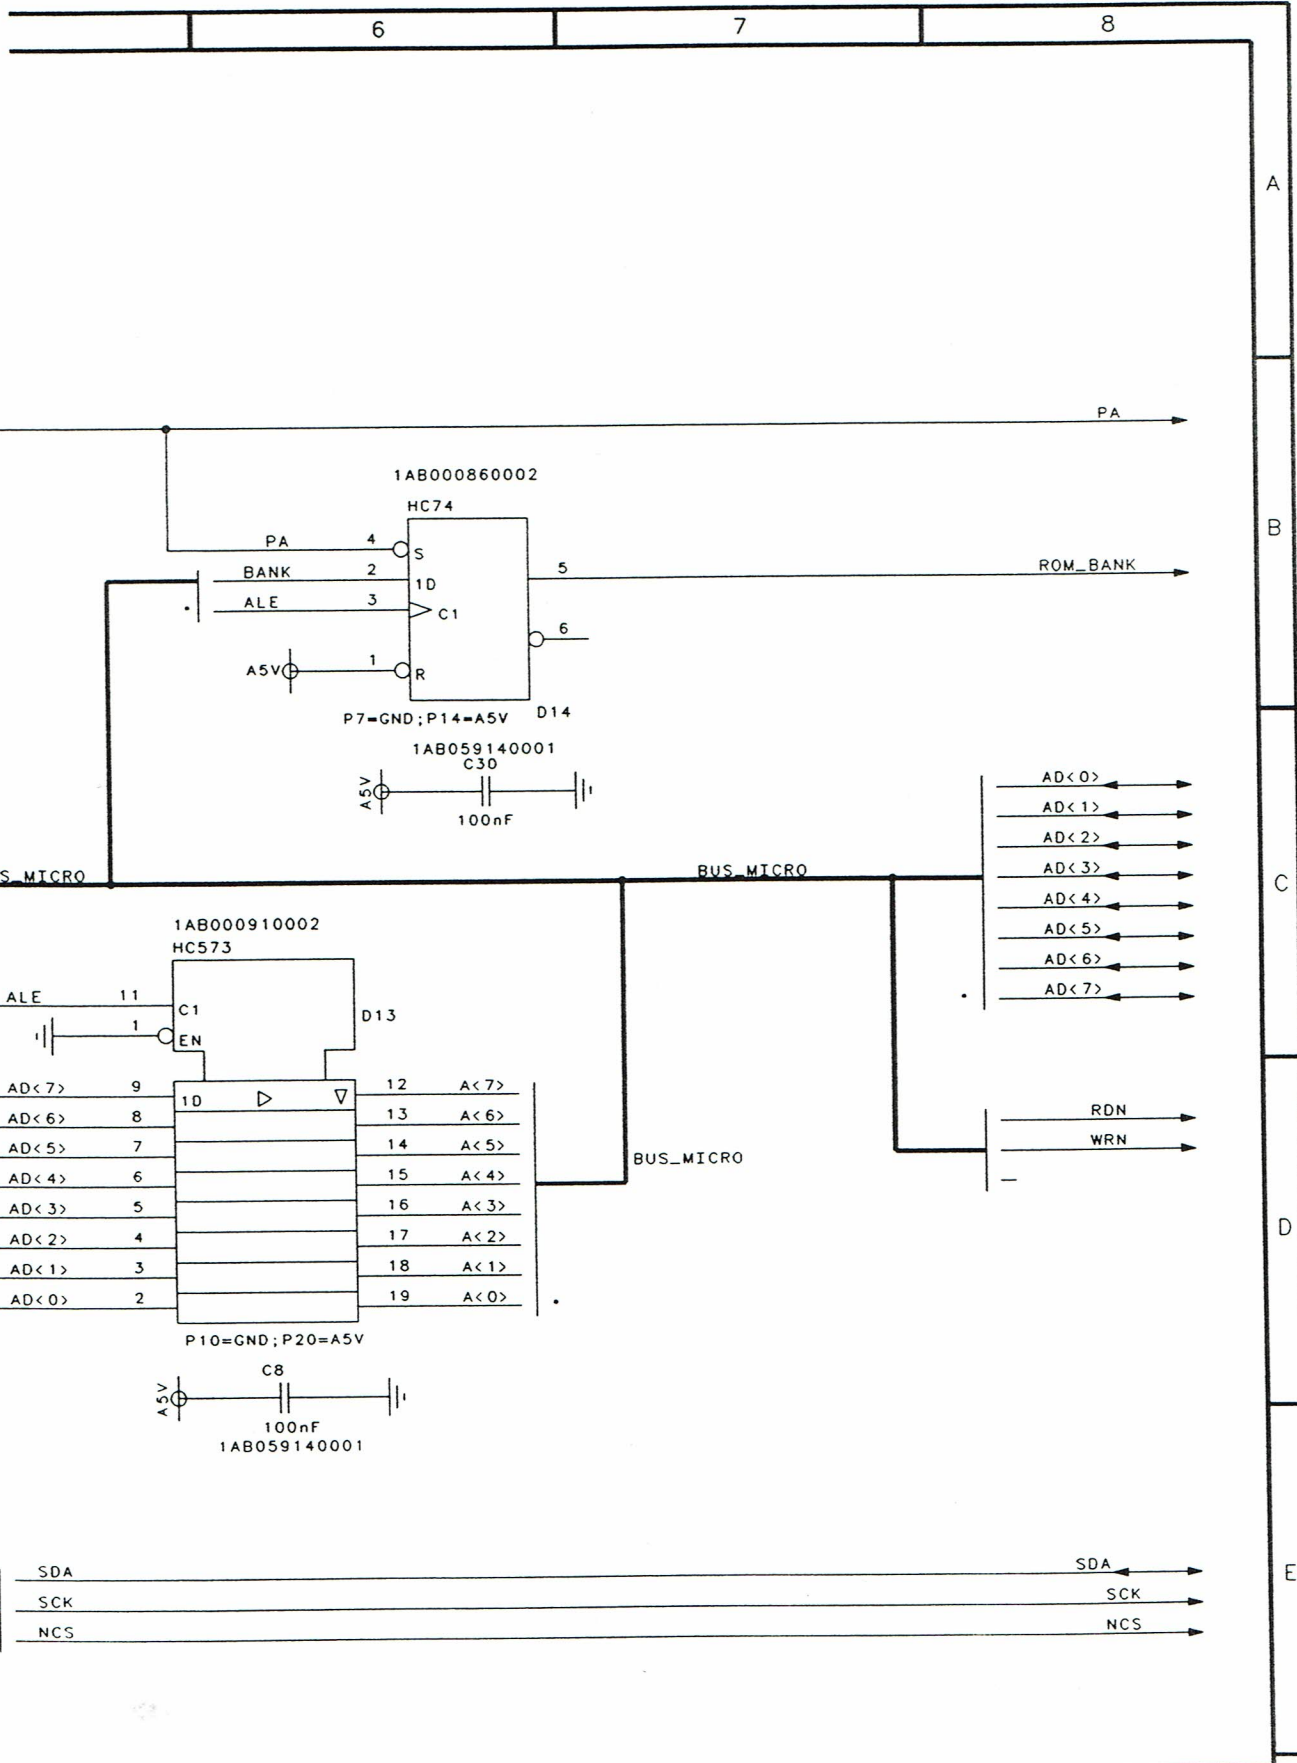 6 7 8
A
PA
1AB000860002
HC74
B
PA 4 S
BANK 2 1D 5 ROM_BANK
ALE 3 C1
6
A5V 1 R
P7=GND;P14=A5V D14
1AB059140001
C30
A5V
100nF
AD<0>
AD<1>
AD<2>
AD<3>
AD<4>
AD<5>
AD<6>
AD<7>
S_MICRO BUS_MICRO
C
1AB000910002
HC573
ALE 11 C1
D13
1 EN
AD<7> 9 1D 12 A<7>
AD<6> 8 13 A<6>
AD<5> 7 14 A<5>
AD<4> 6 15 A<4>
AD<3> 5 16 A<3>
AD<2> 4 17 A<2>
AD<1> 3 18 A<1>
AD<0> 2 19 A<0>
BUS_MICRO
RDN
WRN
D
P10=GND;P20=A5V
C8
A5V
100nF
1AB059140001
SDA SDA
E
SCK SCK
NCS NCS